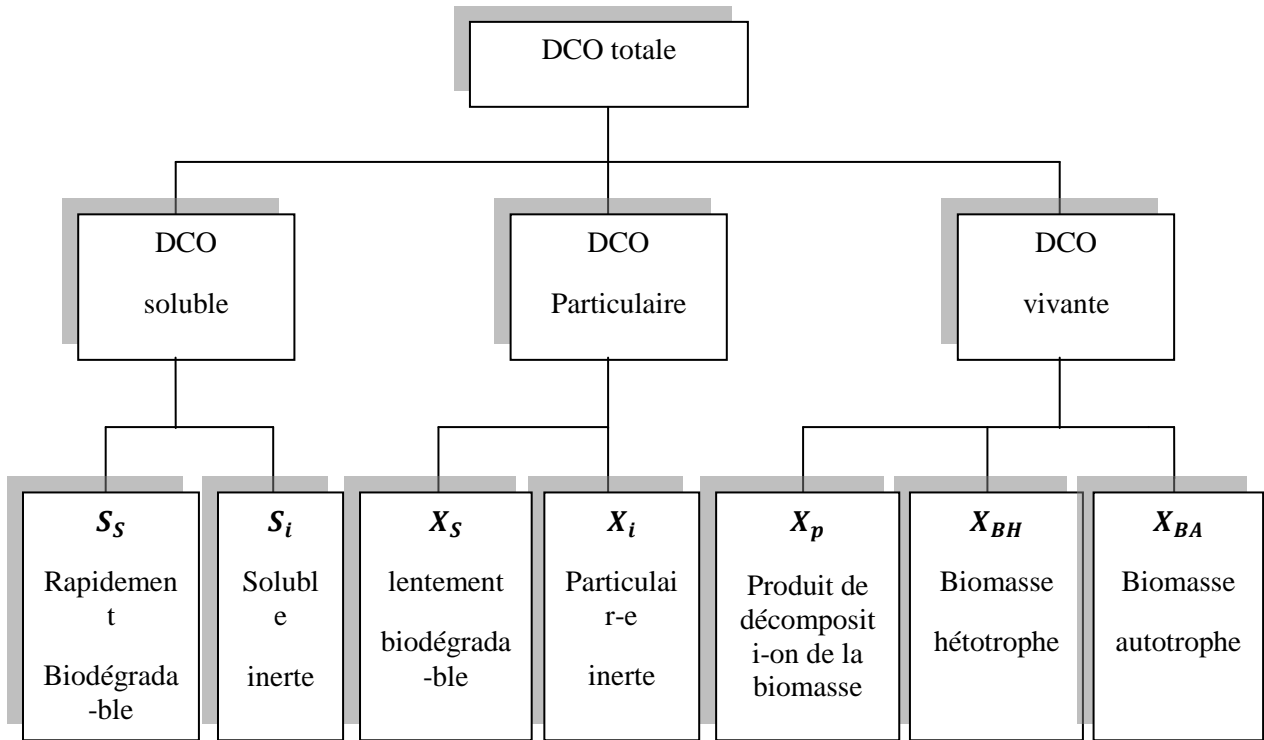 DCO totale
DCO
soluble
DCO
Particulaire
DCO
vivante
S_S
Rapidemen
t
Biodégrada
-ble
S_i
Solubl
e
inerte
X_S
lentement
biodégrada
-ble
X_i
Particulai
r-e
inerte
X_p
Produit de
décomposit
i-on de la
biomasse
X_BH
Biomasse
hétotrophe
X_BA
Biomasse
autotrophe